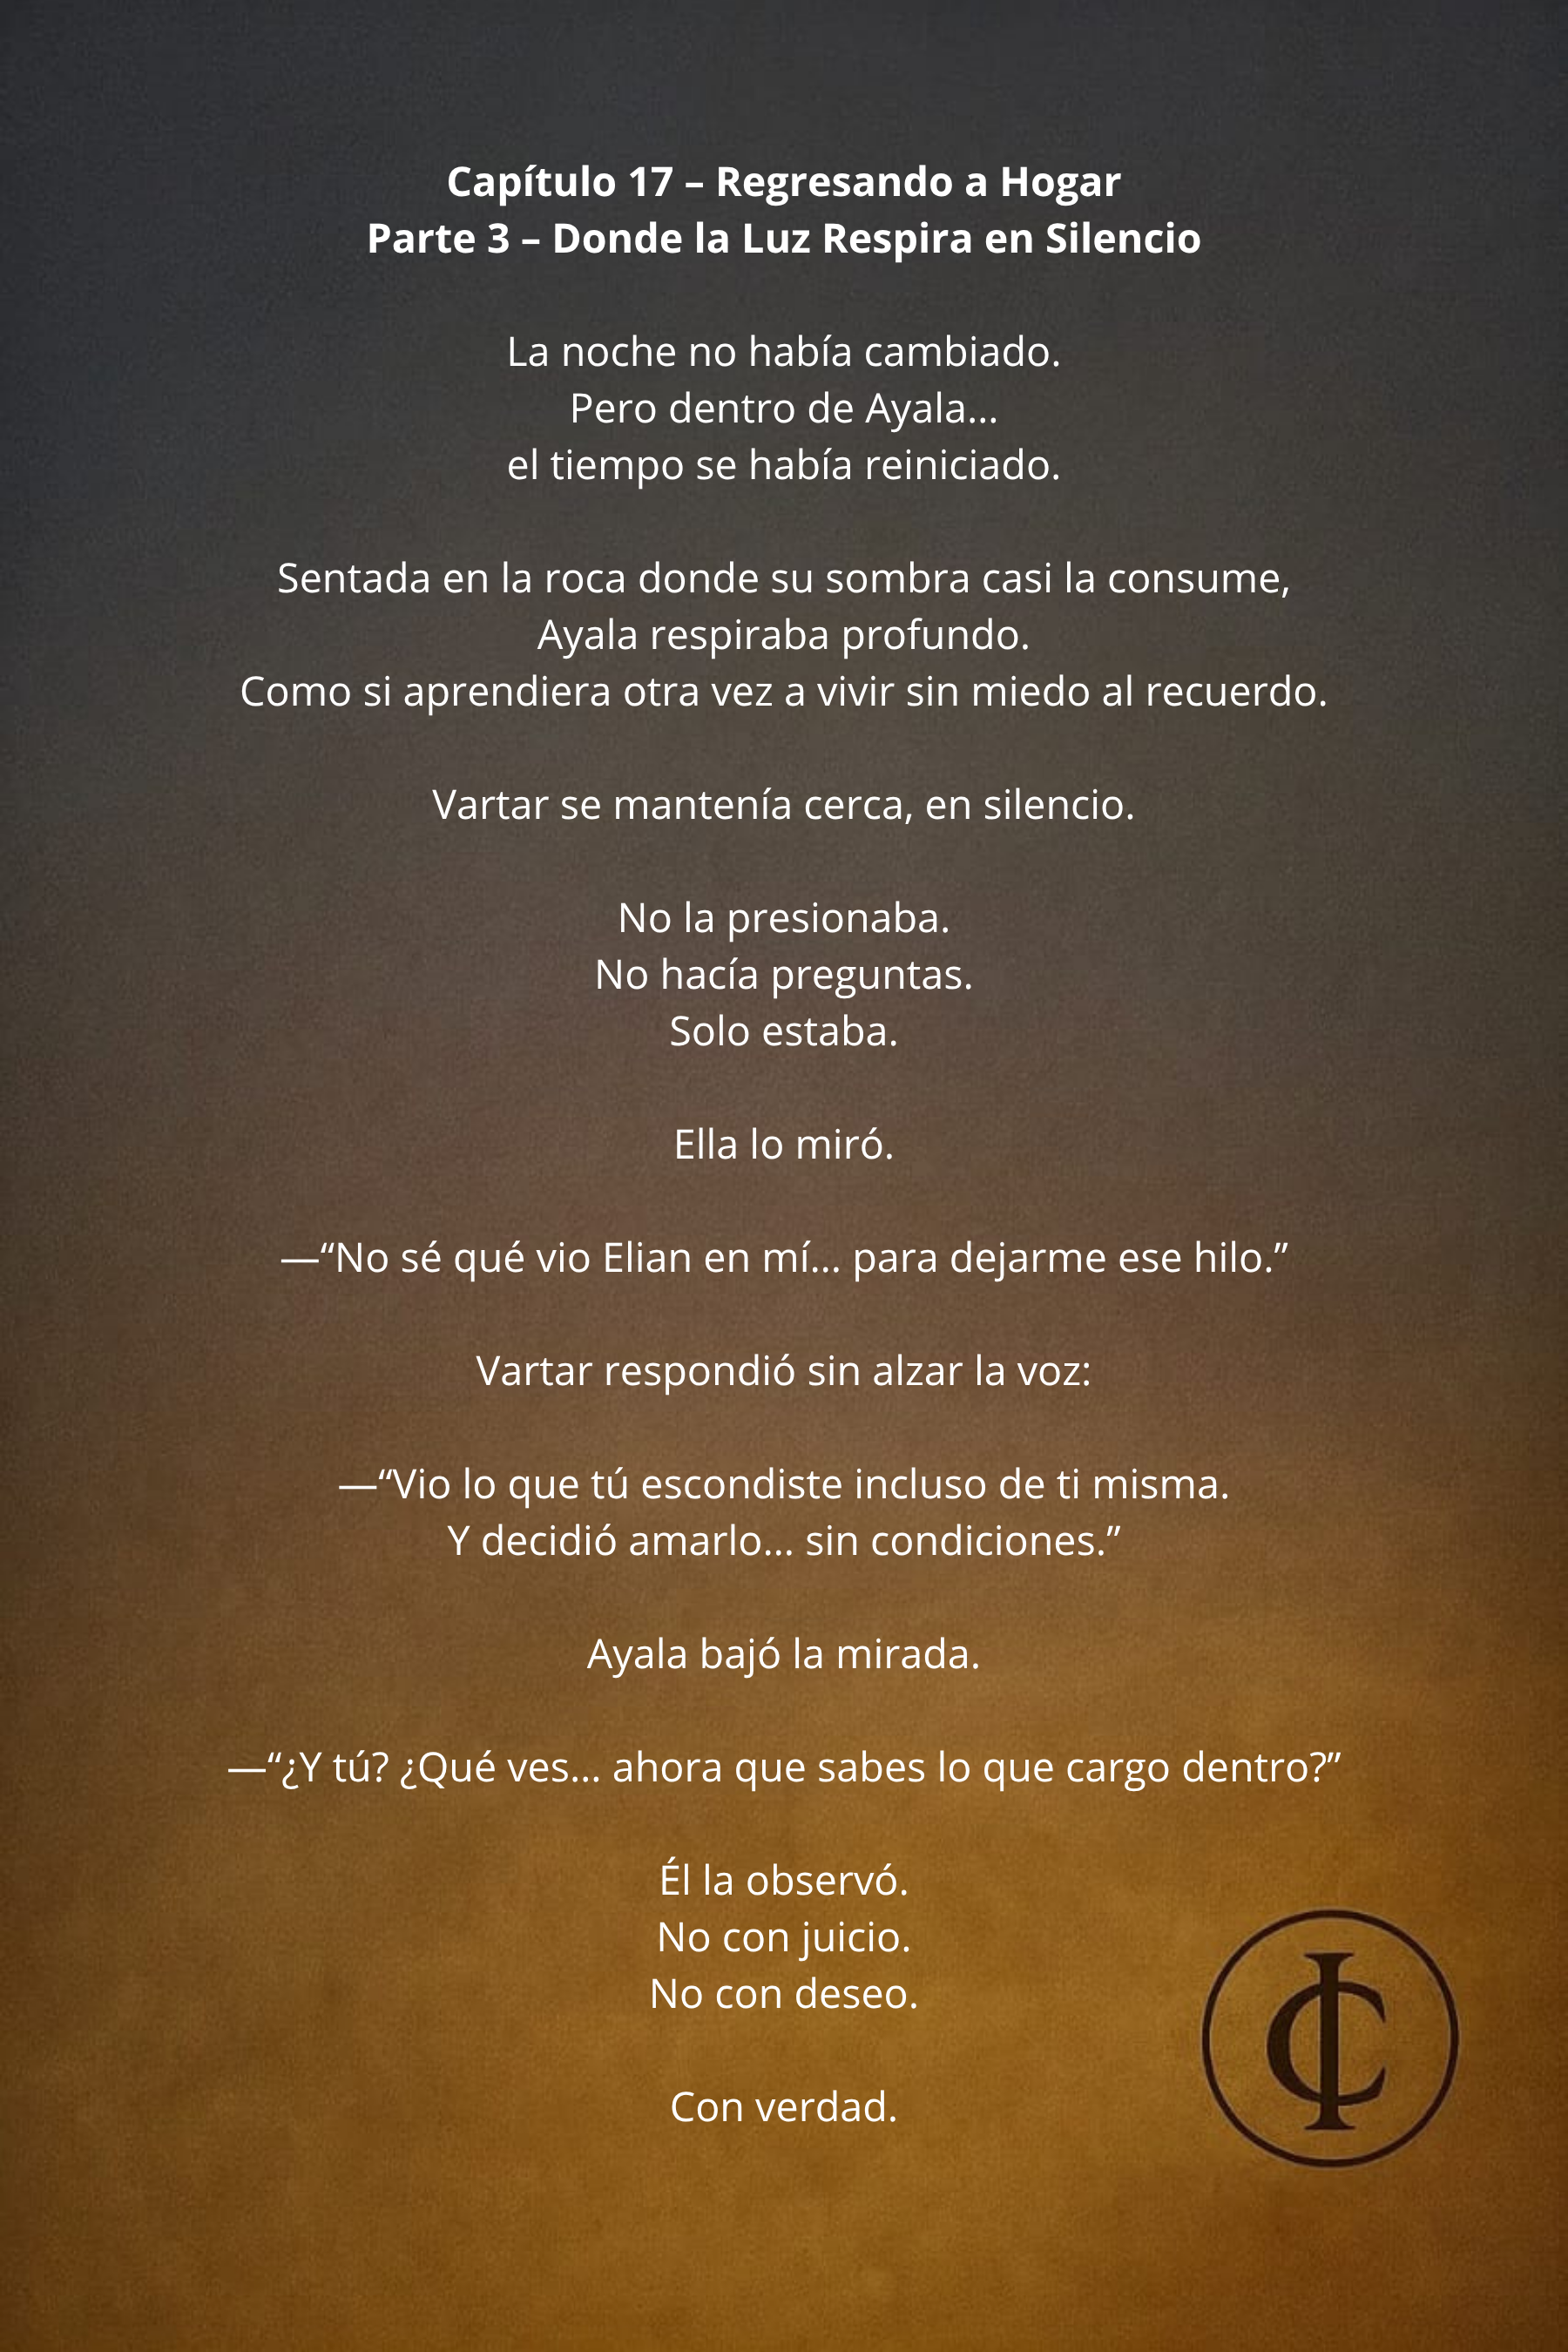 Capítulo 17 – Regresando a Hogar
Parte 3 – Donde la Luz Respira en Silencio
La noche no había cambiado.
Pero dentro de Ayala…
el tiempo se había reiniciado.
Sentada en la roca donde su sombra casi la consume,
Ayala respiraba profundo.
Como si aprendiera otra vez a vivir sin miedo al recuerdo.
Vartar se mantenía cerca, en silencio.
No la presionaba.
No hacía preguntas.
Solo estaba.
Ella lo miró.
—“No sé qué vio Elian en mí… para dejarme ese hilo.”
Vartar respondió sin alzar la voz:
—“Vio lo que tú escondiste incluso de ti misma.
Y decidió amarlo… sin condiciones.”
Ayala bajó la mirada.
—“¿Y tú? ¿Qué ves… ahora que sabes lo que cargo dentro?”
Él la observó.
No con juicio.
No con deseo.
Con verdad.